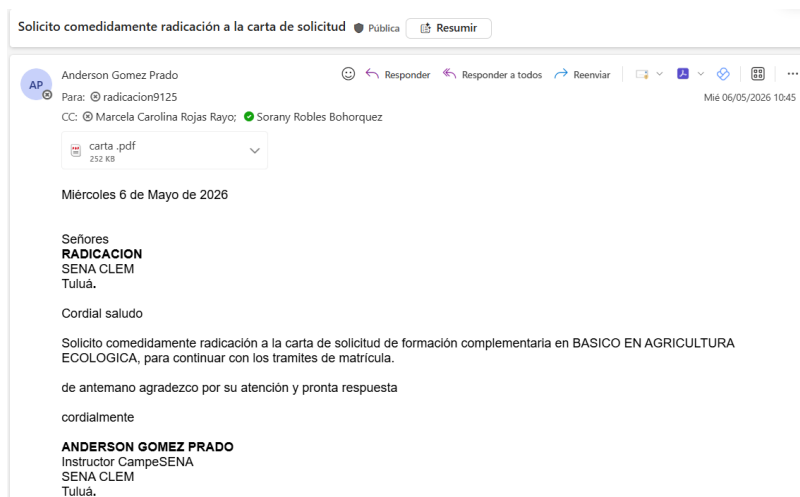 Solicito comedidamente radicación a la carta de solicitud Pública Resumir
AP
Anderson Gomez Prado Responder Responder a todos Reenviar
Para: radicacion9125 Mié 06/05/2026 10:45
CC: Marcela Carolina Rojas Rayo; Sorany Robles Bohorquez
carta .pdf
252 KB
Miércoles 6 de Mayo de 2026
Señores
RADICACION
SENA CLEM
Tuluá.
Cordial saludo
Solicito comedidamente radicación a la carta de solicitud de formación complementaria en BASICO EN AGRICULTURA
ECOLOGICA, para continuar con los tramites de matrícula.
de antemano agradezco por su atención y pronta respuesta
cordialmente
ANDERSON GOMEZ PRADO
Instructor CampeSENA
SENA CLEM
Tuluá.